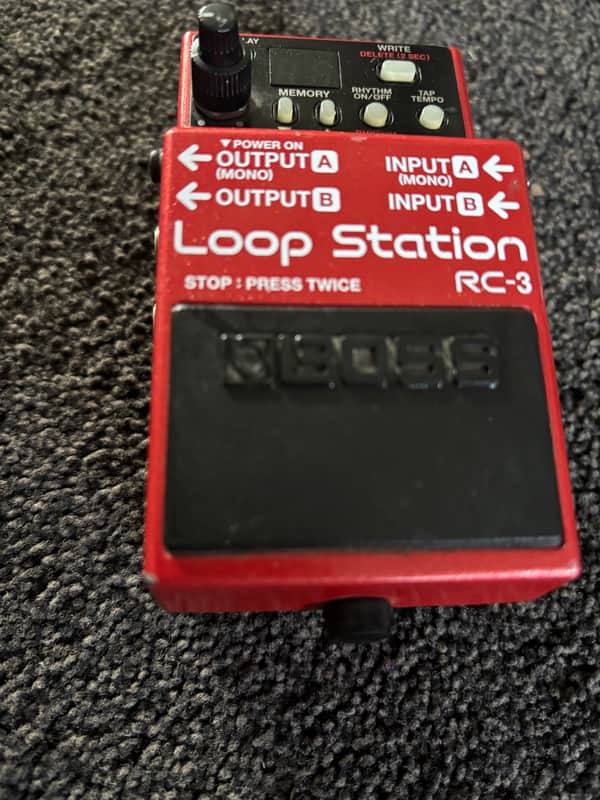 WRITE
DELETE (2 SEC)
MEMORY
RHYTHM
ON/OFF
TAP
TEMPO
▼ POWER ON
← OUTPUT A
(MONO)
INPUT A ←
(MONO)
← OUTPUT B
INPUT B ←
Loop Station
STOP : PRESS TWICE
RC-3
BOSS